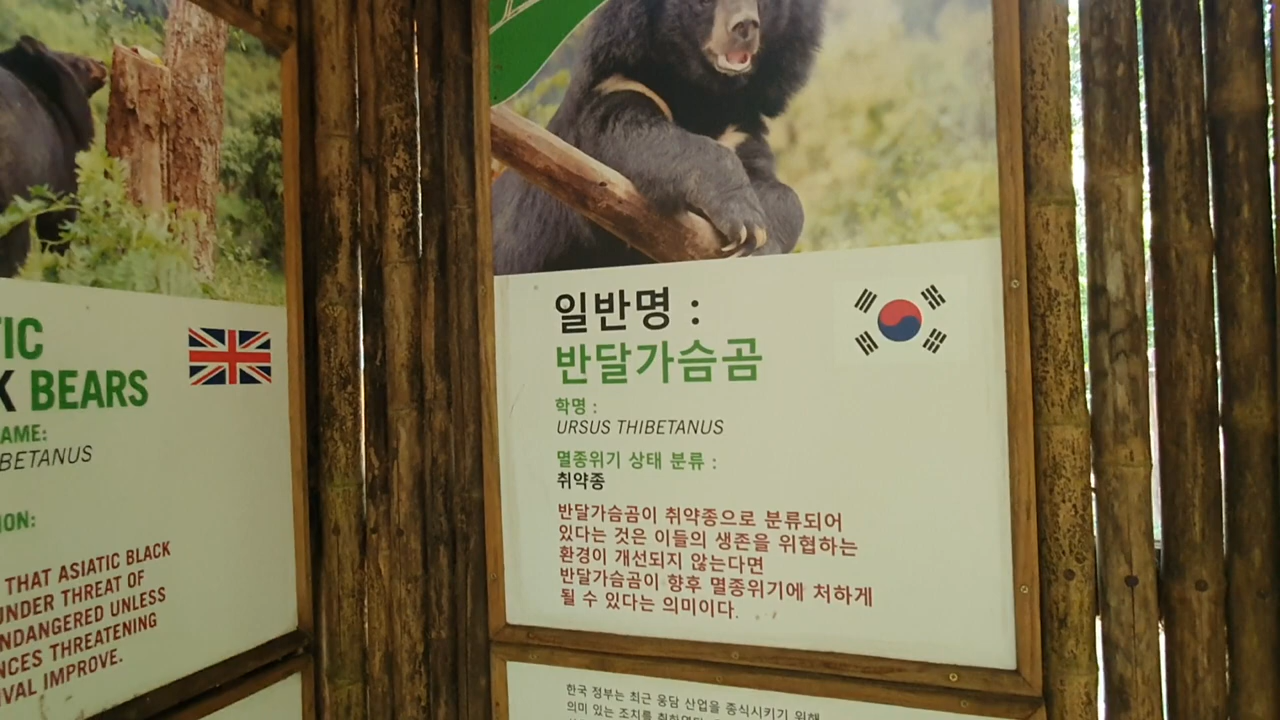 TIC
K BEARS
AME:
BETANUS
ION:
THAT ASIATIC BLACK
UNDER THREAT OF
NDANGERED UNLESS
NCES THREATENING
VAL IMPROVE.
일반명 :
반달가슴곰
학명 :
URSUS THIBETANUS
멸종위기 상태 분류 :
취약종
반달가슴곰이 취약종으로 분류되어
있다는 것은 이들의 생존을 위협하는
환경이 개선되지 않는다면
반달가슴곰이 향후 멸종위기에 처하게
될 수 있다는 의미이다.
한국 정부는 최근 웅담 산업을 종식시키기 위해
의미 있는 조치를